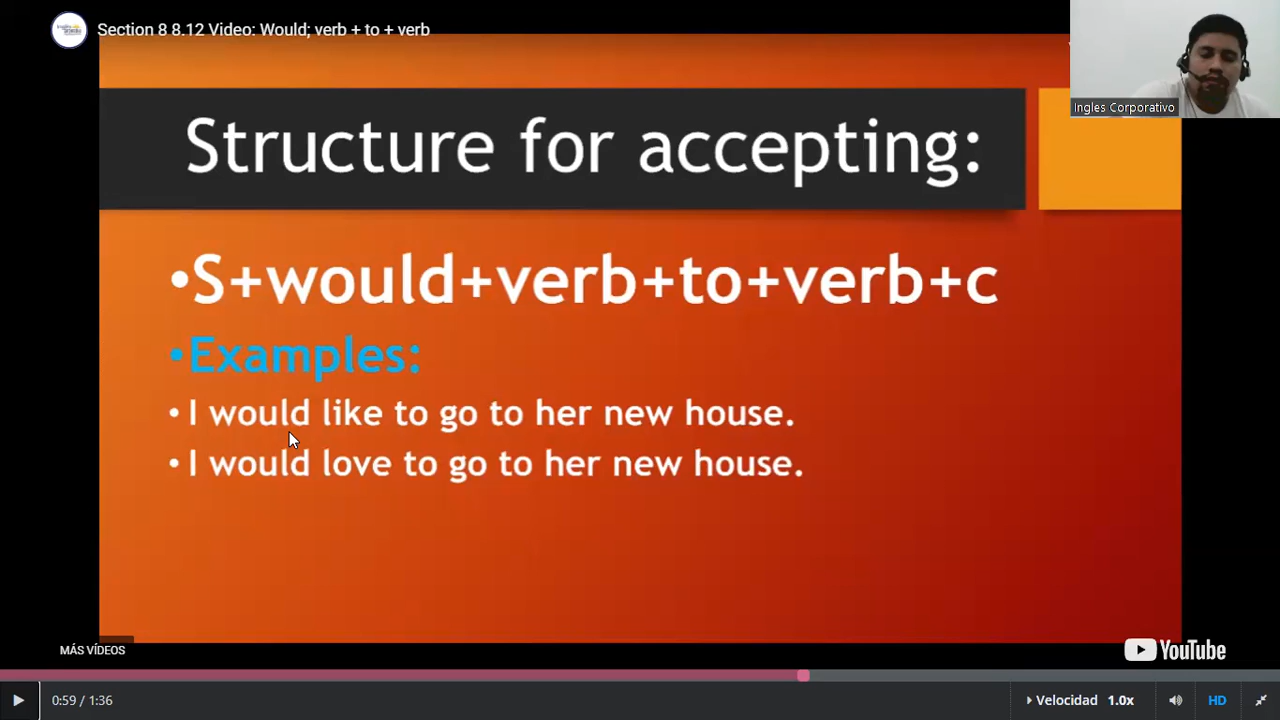 Section 8 8.12 Video: Would; verb + to + verb
Ingles Corporativo
Structure for accepting:
•S+would+verb+to+verb+c
•Examples:
• I would like to go to her new house.
• I would love to go to her new house.
MÁS VÍDEOS
YouTube
0:59 / 1:36
Velocidad 1.0x
HD